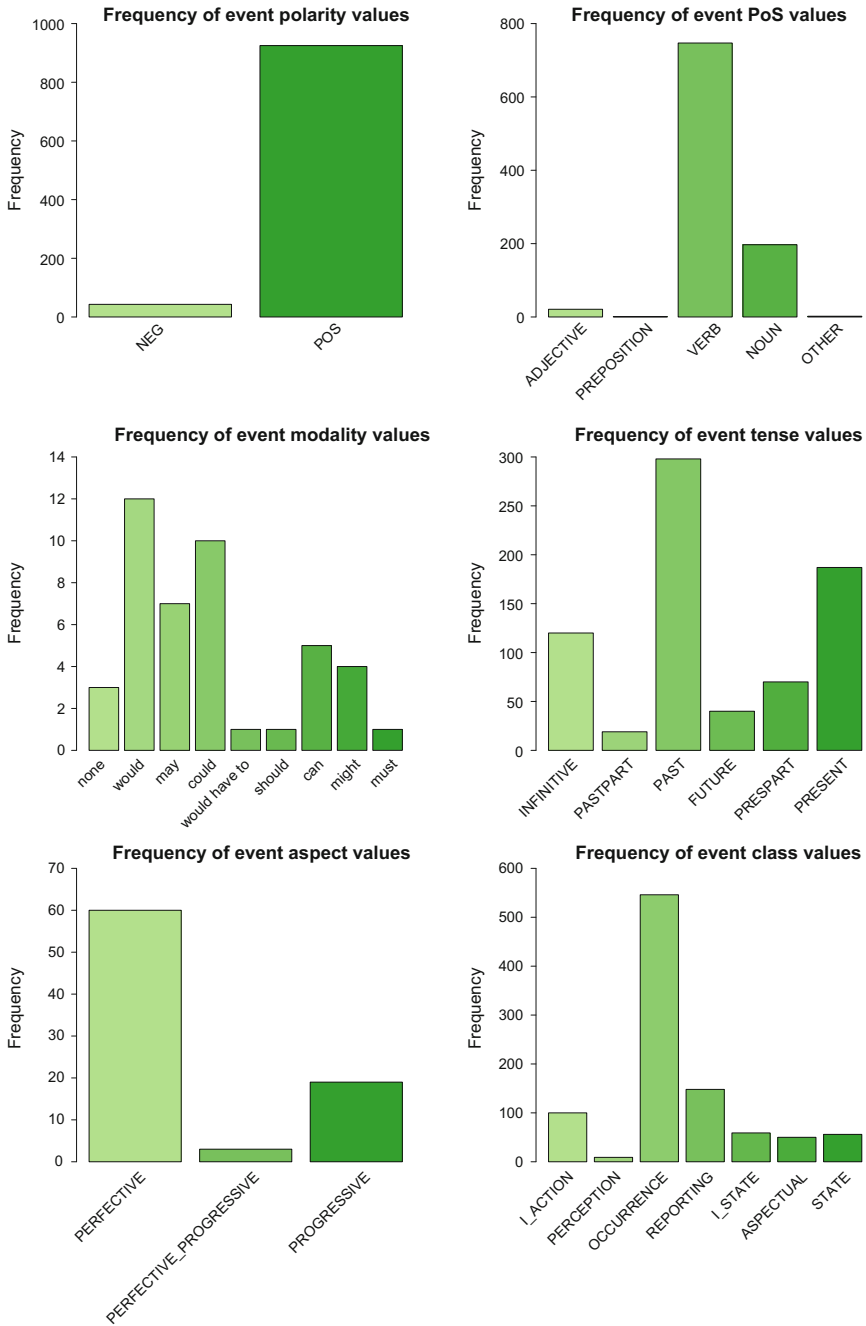 Frequency of event polarity values
Frequency
1000
800
600
400
200
0
NEG
POS
Frequency of event PoS values
Frequency
800
600
400
200
0
ADJECTIVE
PREPOSITION
VERB
NOUN
OTHER
Frequency of event modality values
Frequency
14
12
10
8
6
4
2
0
none
would
may
could
would have to
should
can
might
must
Frequency of event tense values
Frequency
300
250
200
150
100
50
0
INFINITIVE
PASTPART
PAST
FUTURE
PRESPART
PRESENT
Frequency of event aspect values
Frequency
70
60
50
40
30
20
10
0
PERFECTIVE
PERFECTIVE_PROGRESSIVE
PROGRESSIVE
Frequency of event class values
Frequency
600
500
400
300
200
100
0
I_ACTION
PERCEPTION
OCCURRENCE
REPORTING
I_STATE
ASPECTUAL
STATE